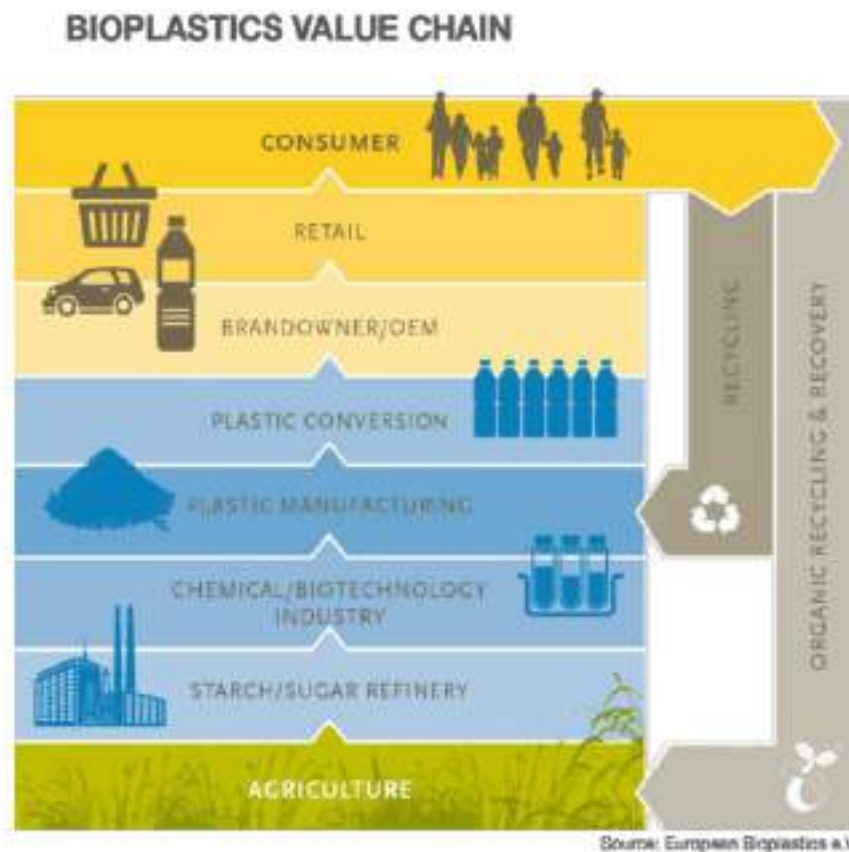 BIOPLASTICS VALUE CHAIN
CONSUMER
RETAIL
BRANDOWNER/OEM
PLASTIC CONVERSION
PLASTIC MANUFACTURING
CHEMICAL/BIOTECHNOLOGY
INDUSTRY
STARCH/SUGAR REFINERY
AGRICULTURE
RECYCLING
ORGANIC RECYCLING & RECOVERY
Source: European Bioplastics e.V